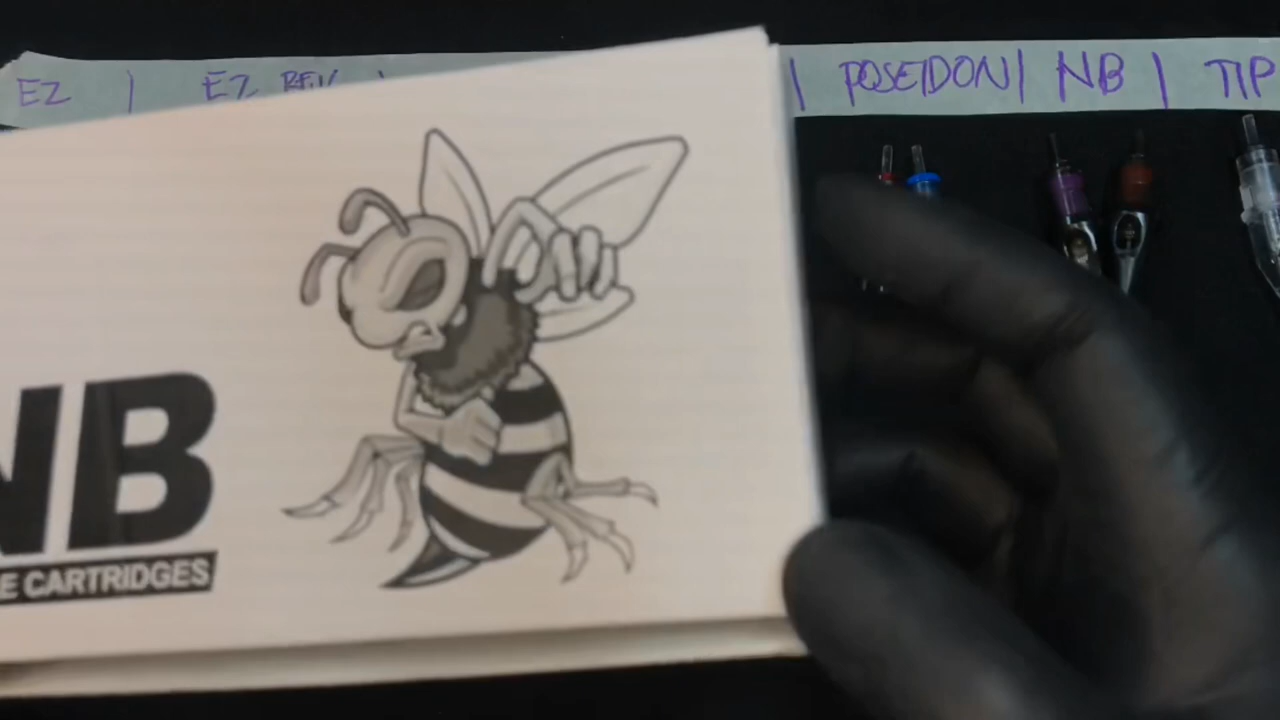 EZ | EZ REV. | POSEIDON | NB | TIP
NB
E CARTRIDGES